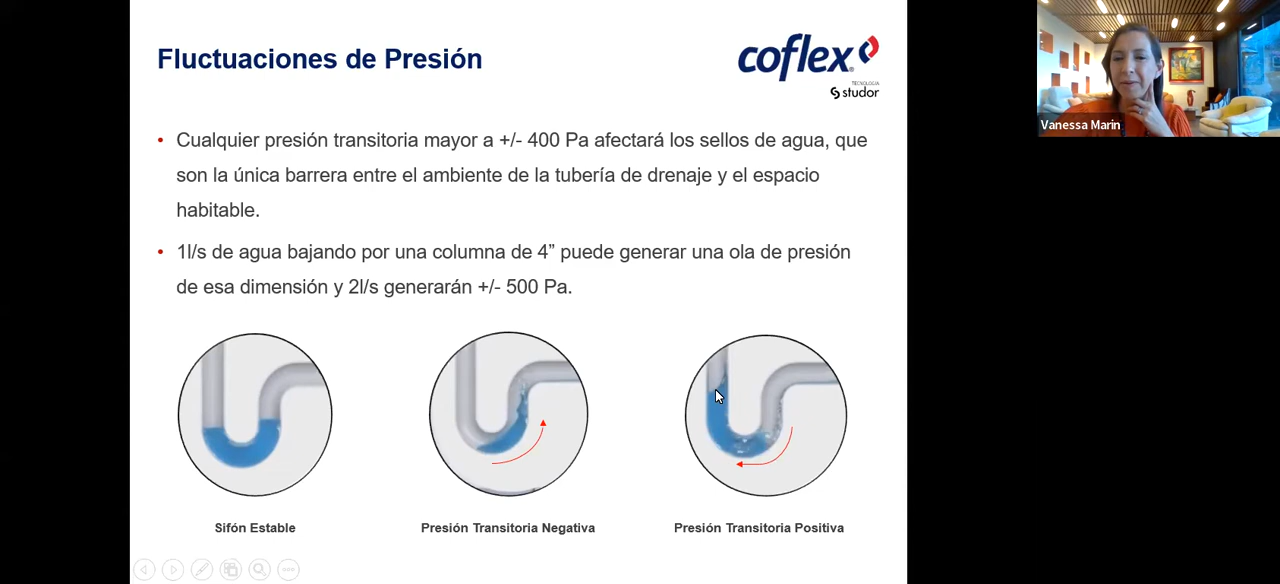 Fluctuaciones de Presión
coflex
TECNOLOGÍA
studor
• Cualquier presión transitoria mayor a +/- 400 Pa afectará los sellos de agua, que
son la única barrera entre el ambiente de la tubería de drenaje y el espacio
habitable.
• 1l/s de agua bajando por una columna de 4” puede generar una ola de presión
de esa dimensión y 2l/s generarán +/- 500 Pa.
Sifón Estable
Presión Transitoria Negativa
Presión Transitoria Positiva
Vanessa Marin